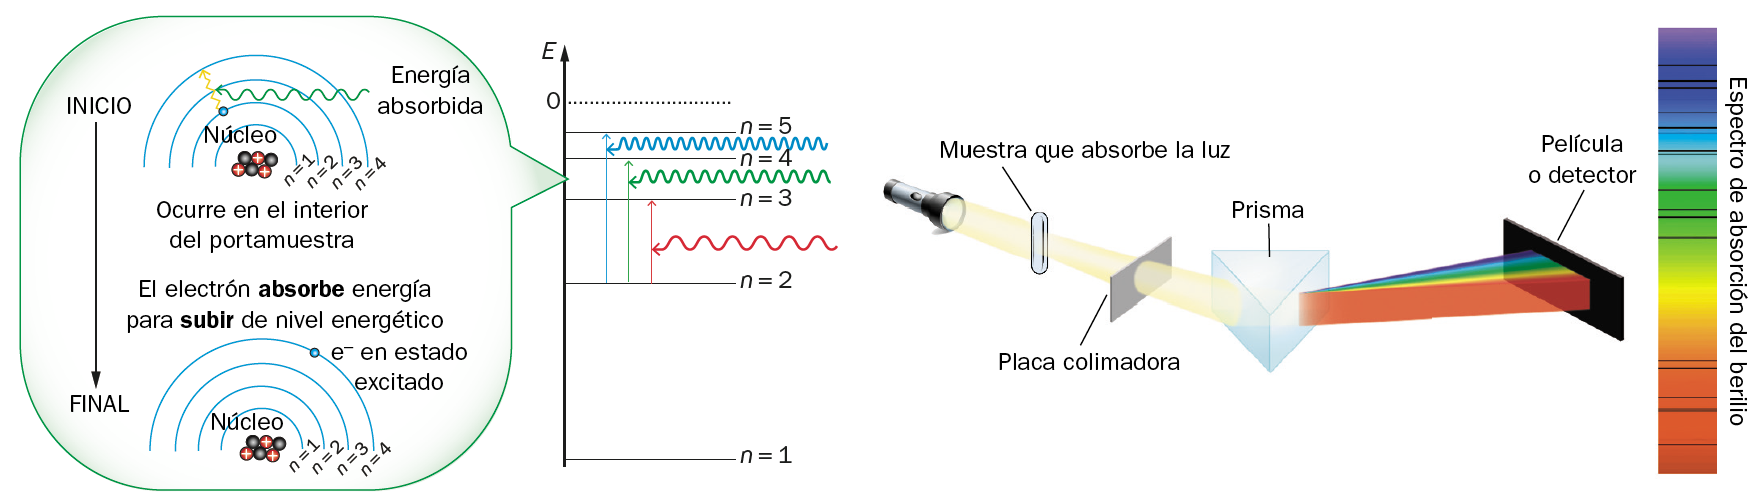 INICIO
Energía
absorbida
Núcleo
n = 1
n = 2
n = 3
n = 4
Ocurre en el interior
del portamuestra
El electrón absorbe energía
para subir de nivel energético
e– en estado
excitado
FINAL
Núcleo
n = 1
n = 2
n = 3
n = 4
E
0
n = 5
n = 4
n = 3
n = 2
n = 1
Muestra que absorbe la luz
Placa colimadora
Prisma
Película
o detector
Espectro de absorción del berilio